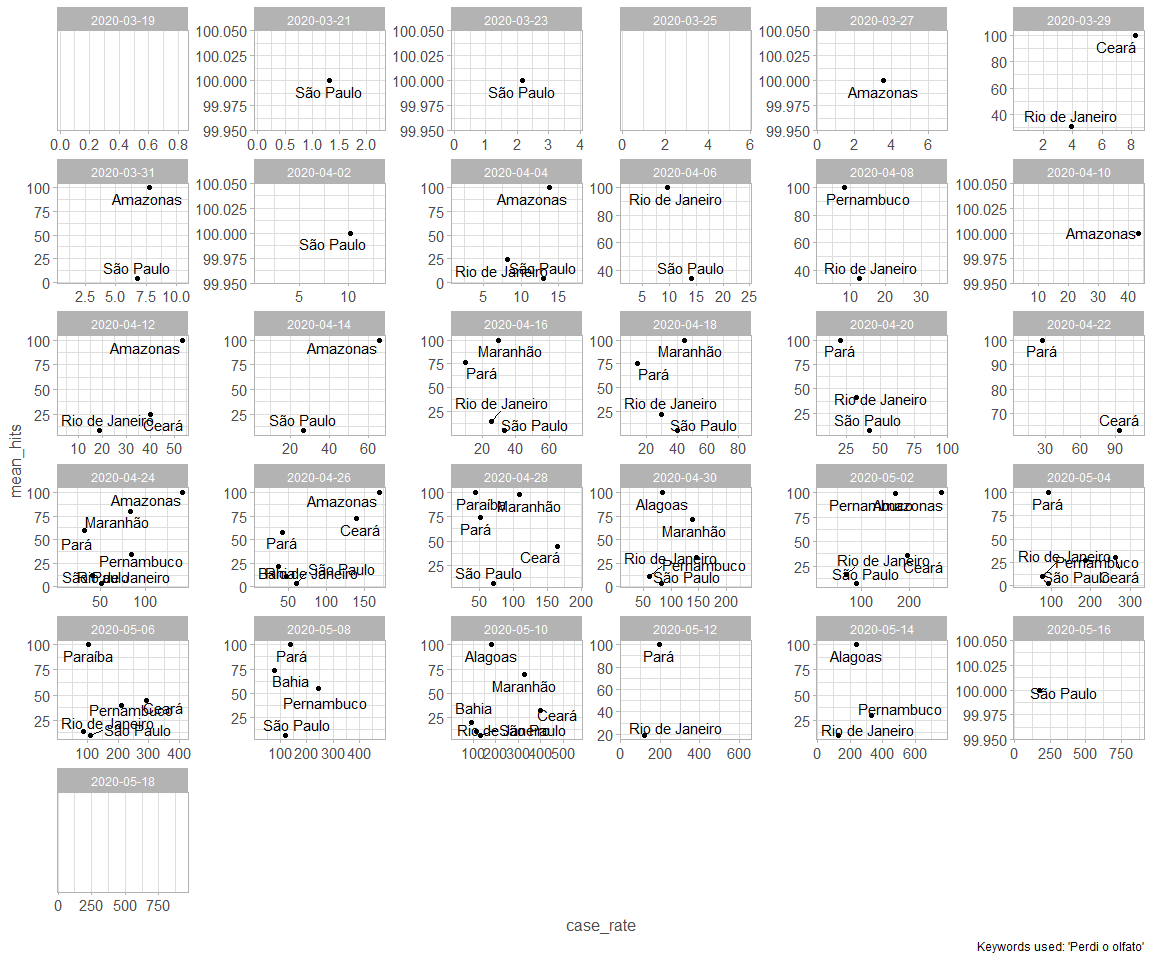 2020-03-19 2020-03-21 2020-03-23 2020-03-25 2020-03-27 2020-03-29
100.050 100.050 100.050 100
100.025 100.025 100.025 Ceará
80
100.000 100.000 100.000
São Paulo São Paulo Amazonas 60
99.975 99.975 99.975 Rio de Janeiro
40
99.950 99.950 99.950
0.0 0.2 0.4 0.6 0.8 0.0 0.5 1.0 1.5 2.0 0 1 2 3 4 0 2 4 6 0 2 4 6 2 4 6 8
2020-03-31 2020-04-02 2020-04-04 2020-04-06 2020-04-08 2020-04-10
100 100.050 100 100 100 100.050
Amazonas Amazonas Rio de Janeiro Pernambuco
75 100.025 75 80 80 100.025
50 100.000 São Paulo 50 60 60 Amazonas 100.000
25 São Paulo 99.975 25 Rio de Janeiro São Paulo São Paulo Rio de Janeiro 99.975
0 99.950 0 40 40 99.950
2.5 5.0 7.5 10.0 5 10 5 10 15 5 10 15 20 25 10 20 30 10 20 30 40
2020-04-12 2020-04-14 2020-04-16 2020-04-18 2020-04-20 2020-04-22
100 Amazonas 100 Amazonas 100 Maranhão 100 Maranhão 100 Pará 100 Pará
75 75 75 Pará 75 Pará 75 90
50 50 50 50 50 80
25 Rio de Janeiro Ceará 25 São Paulo 25 Rio de Janeiro São Paulo 25 Rio de Janeiro São Paulo 25 Rio de Janeiro São Paulo 70 Ceará
10 20 30 40 50 20 40 60 20 40 60 20 40 60 80 25 50 75 100 30 60 90
mean_hits
2020-04-24 2020-04-26 2020-04-28 2020-04-30 2020-05-02 2020-05-04
100 Amazonas 100 Amazonas 100 Paraíba Maranhão 100 Alagoas 100 Pernambuco Amazonas 100 Pará
75 Maranhão 75 Ceará 75 Pará 75 Maranhão 75 75
50 Pará Pernambuco 50 Pará 50 Ceará 50 50 50
25 São Paulo Rio de Janeiro 25 Bahia Rio de Janeiro São Paulo 25 São Paulo 25 Rio de Janeiro Pernambuco São Paulo 25 Rio de Janeiro São Paulo Ceará 25 Rio de Janeiro Pernambuco São Paulo Ceará
0 0 0 0 0
50 100 50 100 150 50 100 150 200 50 100 150 200 100 200 100 200 300
2020-05-06 2020-05-08 2020-05-10 2020-05-12 2020-05-14 2020-05-16
100 Paraíba 100 Pará 100 Alagoas 100 Pará 100 Alagoas 100.050
75 75 Bahia 75 Maranhão 80 75 100.025
50 Pernambuco Ceará 50 Pernambuco 50 Bahia Ceará 60 50 Pernambuco 100.000 São Paulo
25 Rio de Janeiro São Paulo 25 São Paulo 25 Rio de Janeiro São Paulo 40 25 Rio de Janeiro 99.975
20 Rio de Janeiro 99.950
0 100 200 300 400 100 200 300 400 100 200 300 400 500 0 200 400 600 0 200 400 600 800 0 250 500 750
2020-05-18
0 250 500 750
case_rate
Keywords used: 'Perdi o olfato'